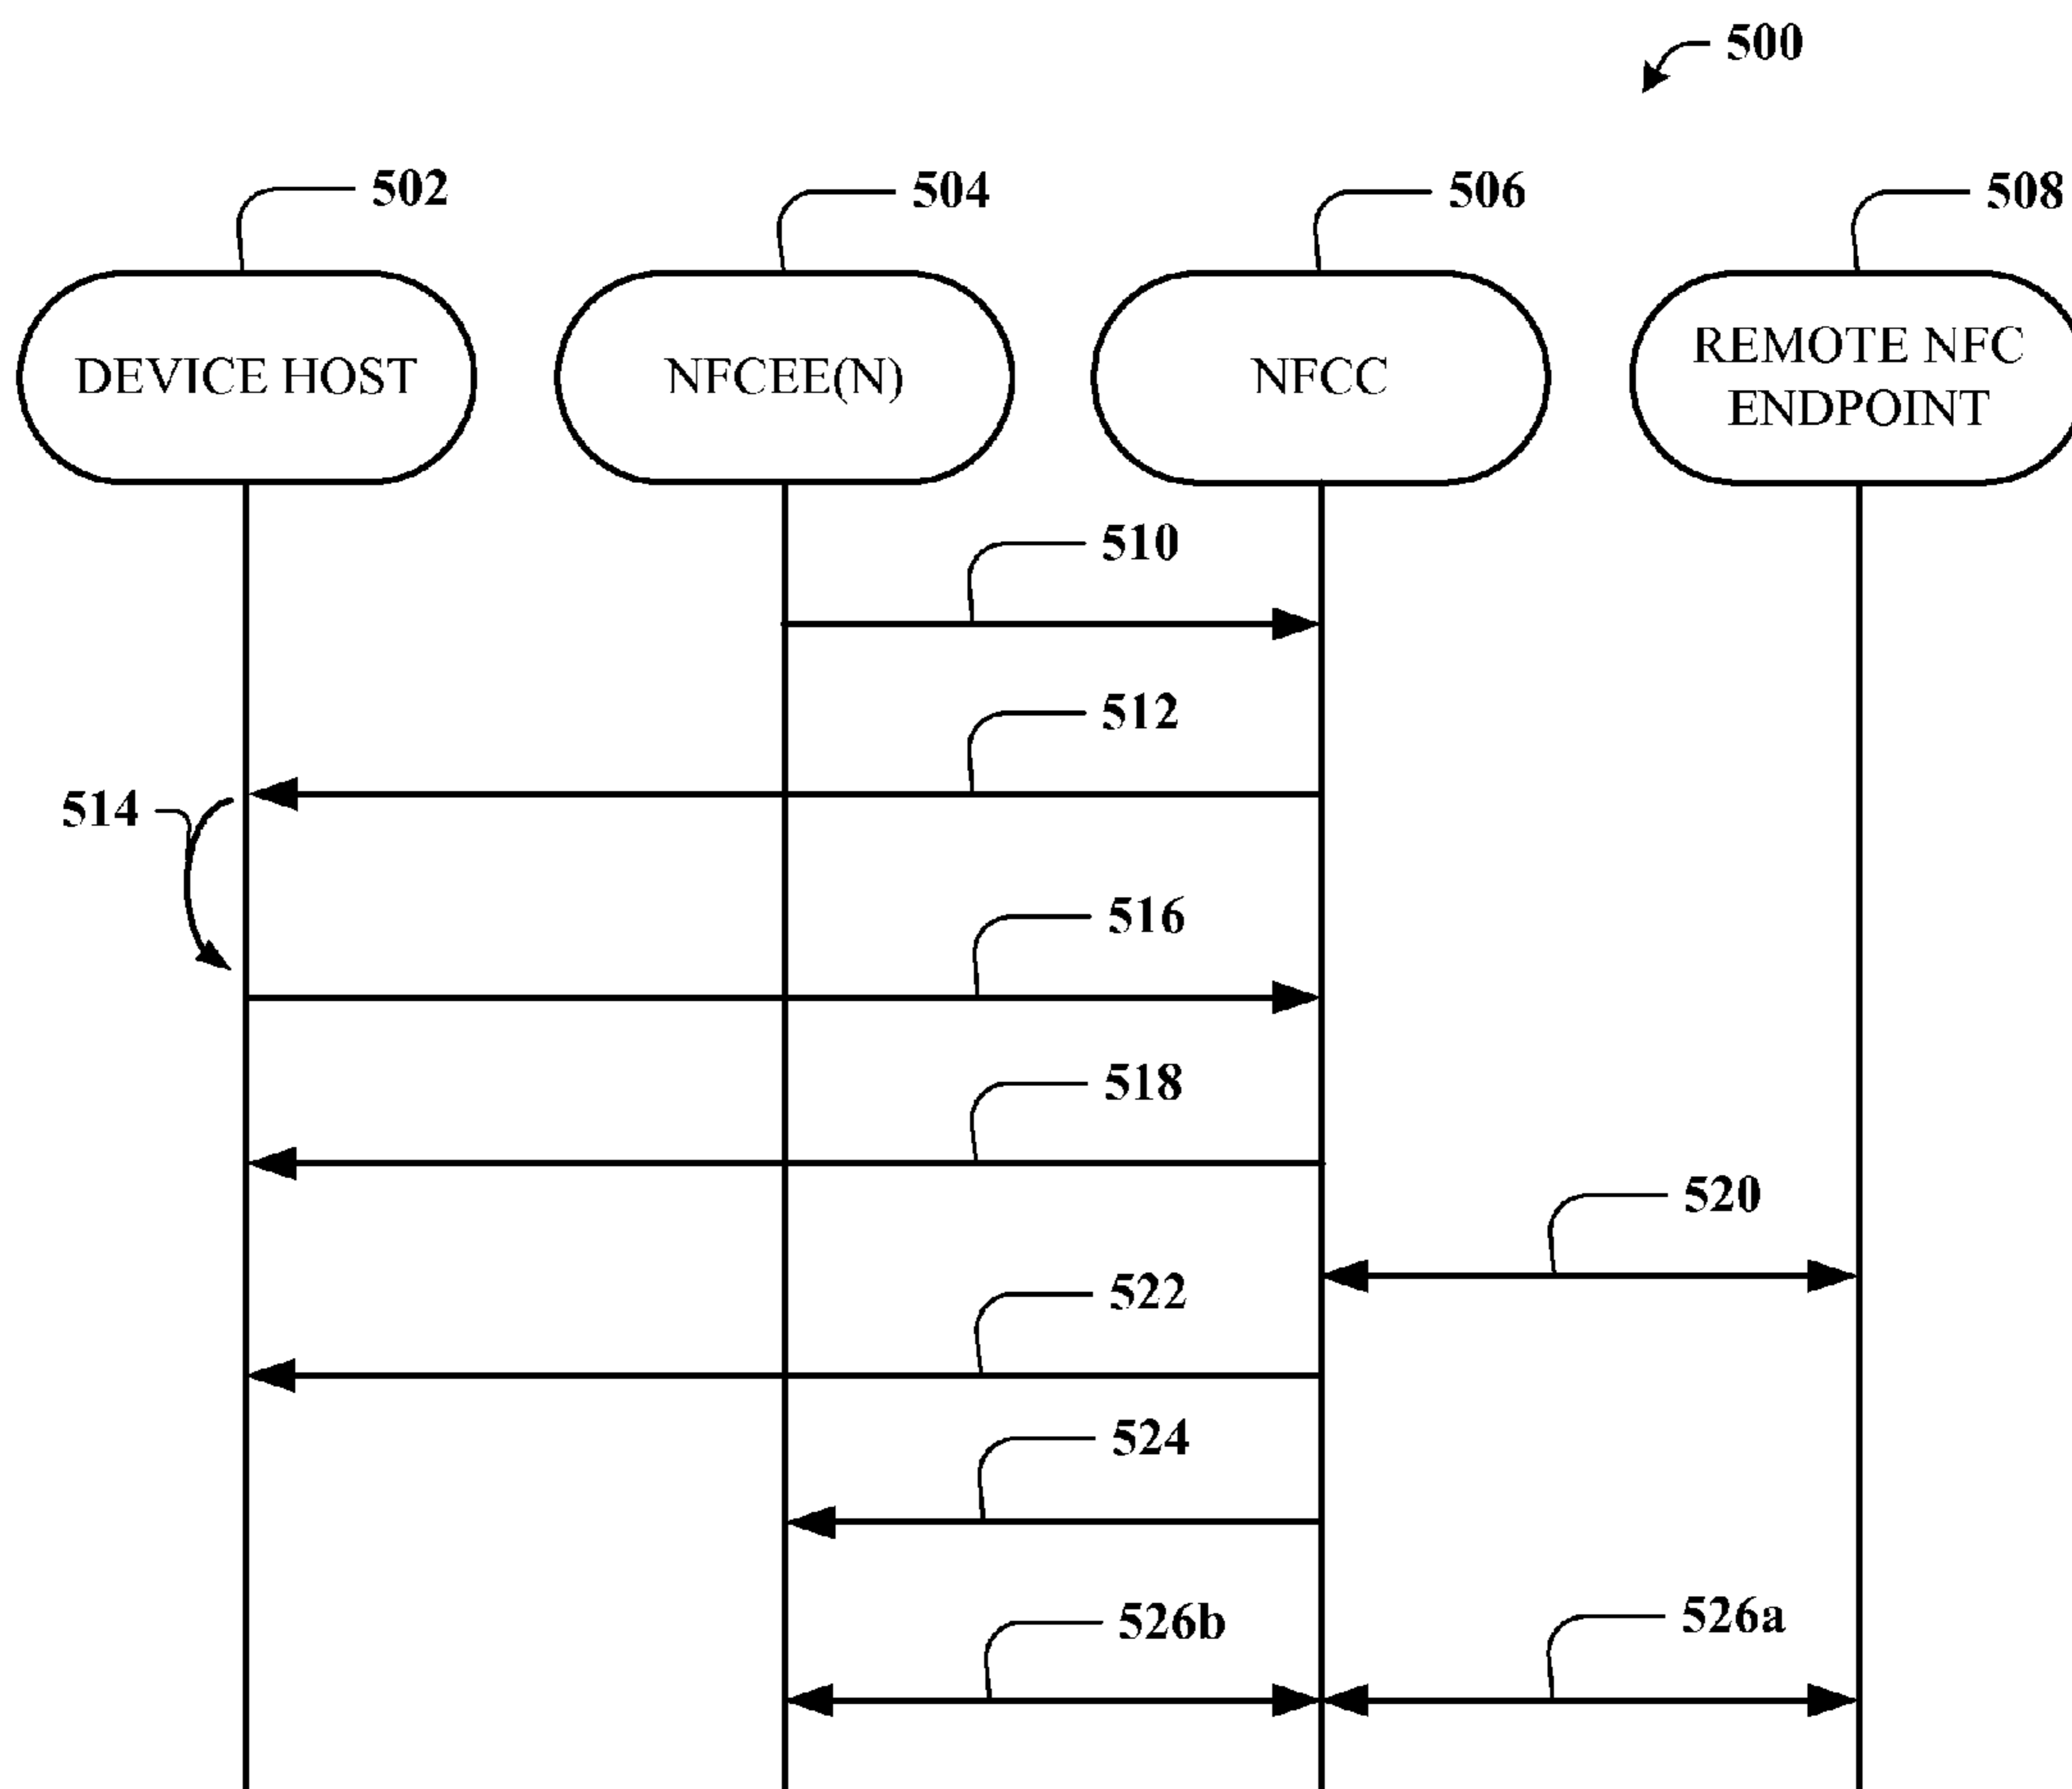 500
502
504
506
508
DEVICE HOST
NFCEE(N)
NFCC
REMOTE NFC
ENDPOINT
510
512
514
516
518
520
522
524
526b
526a